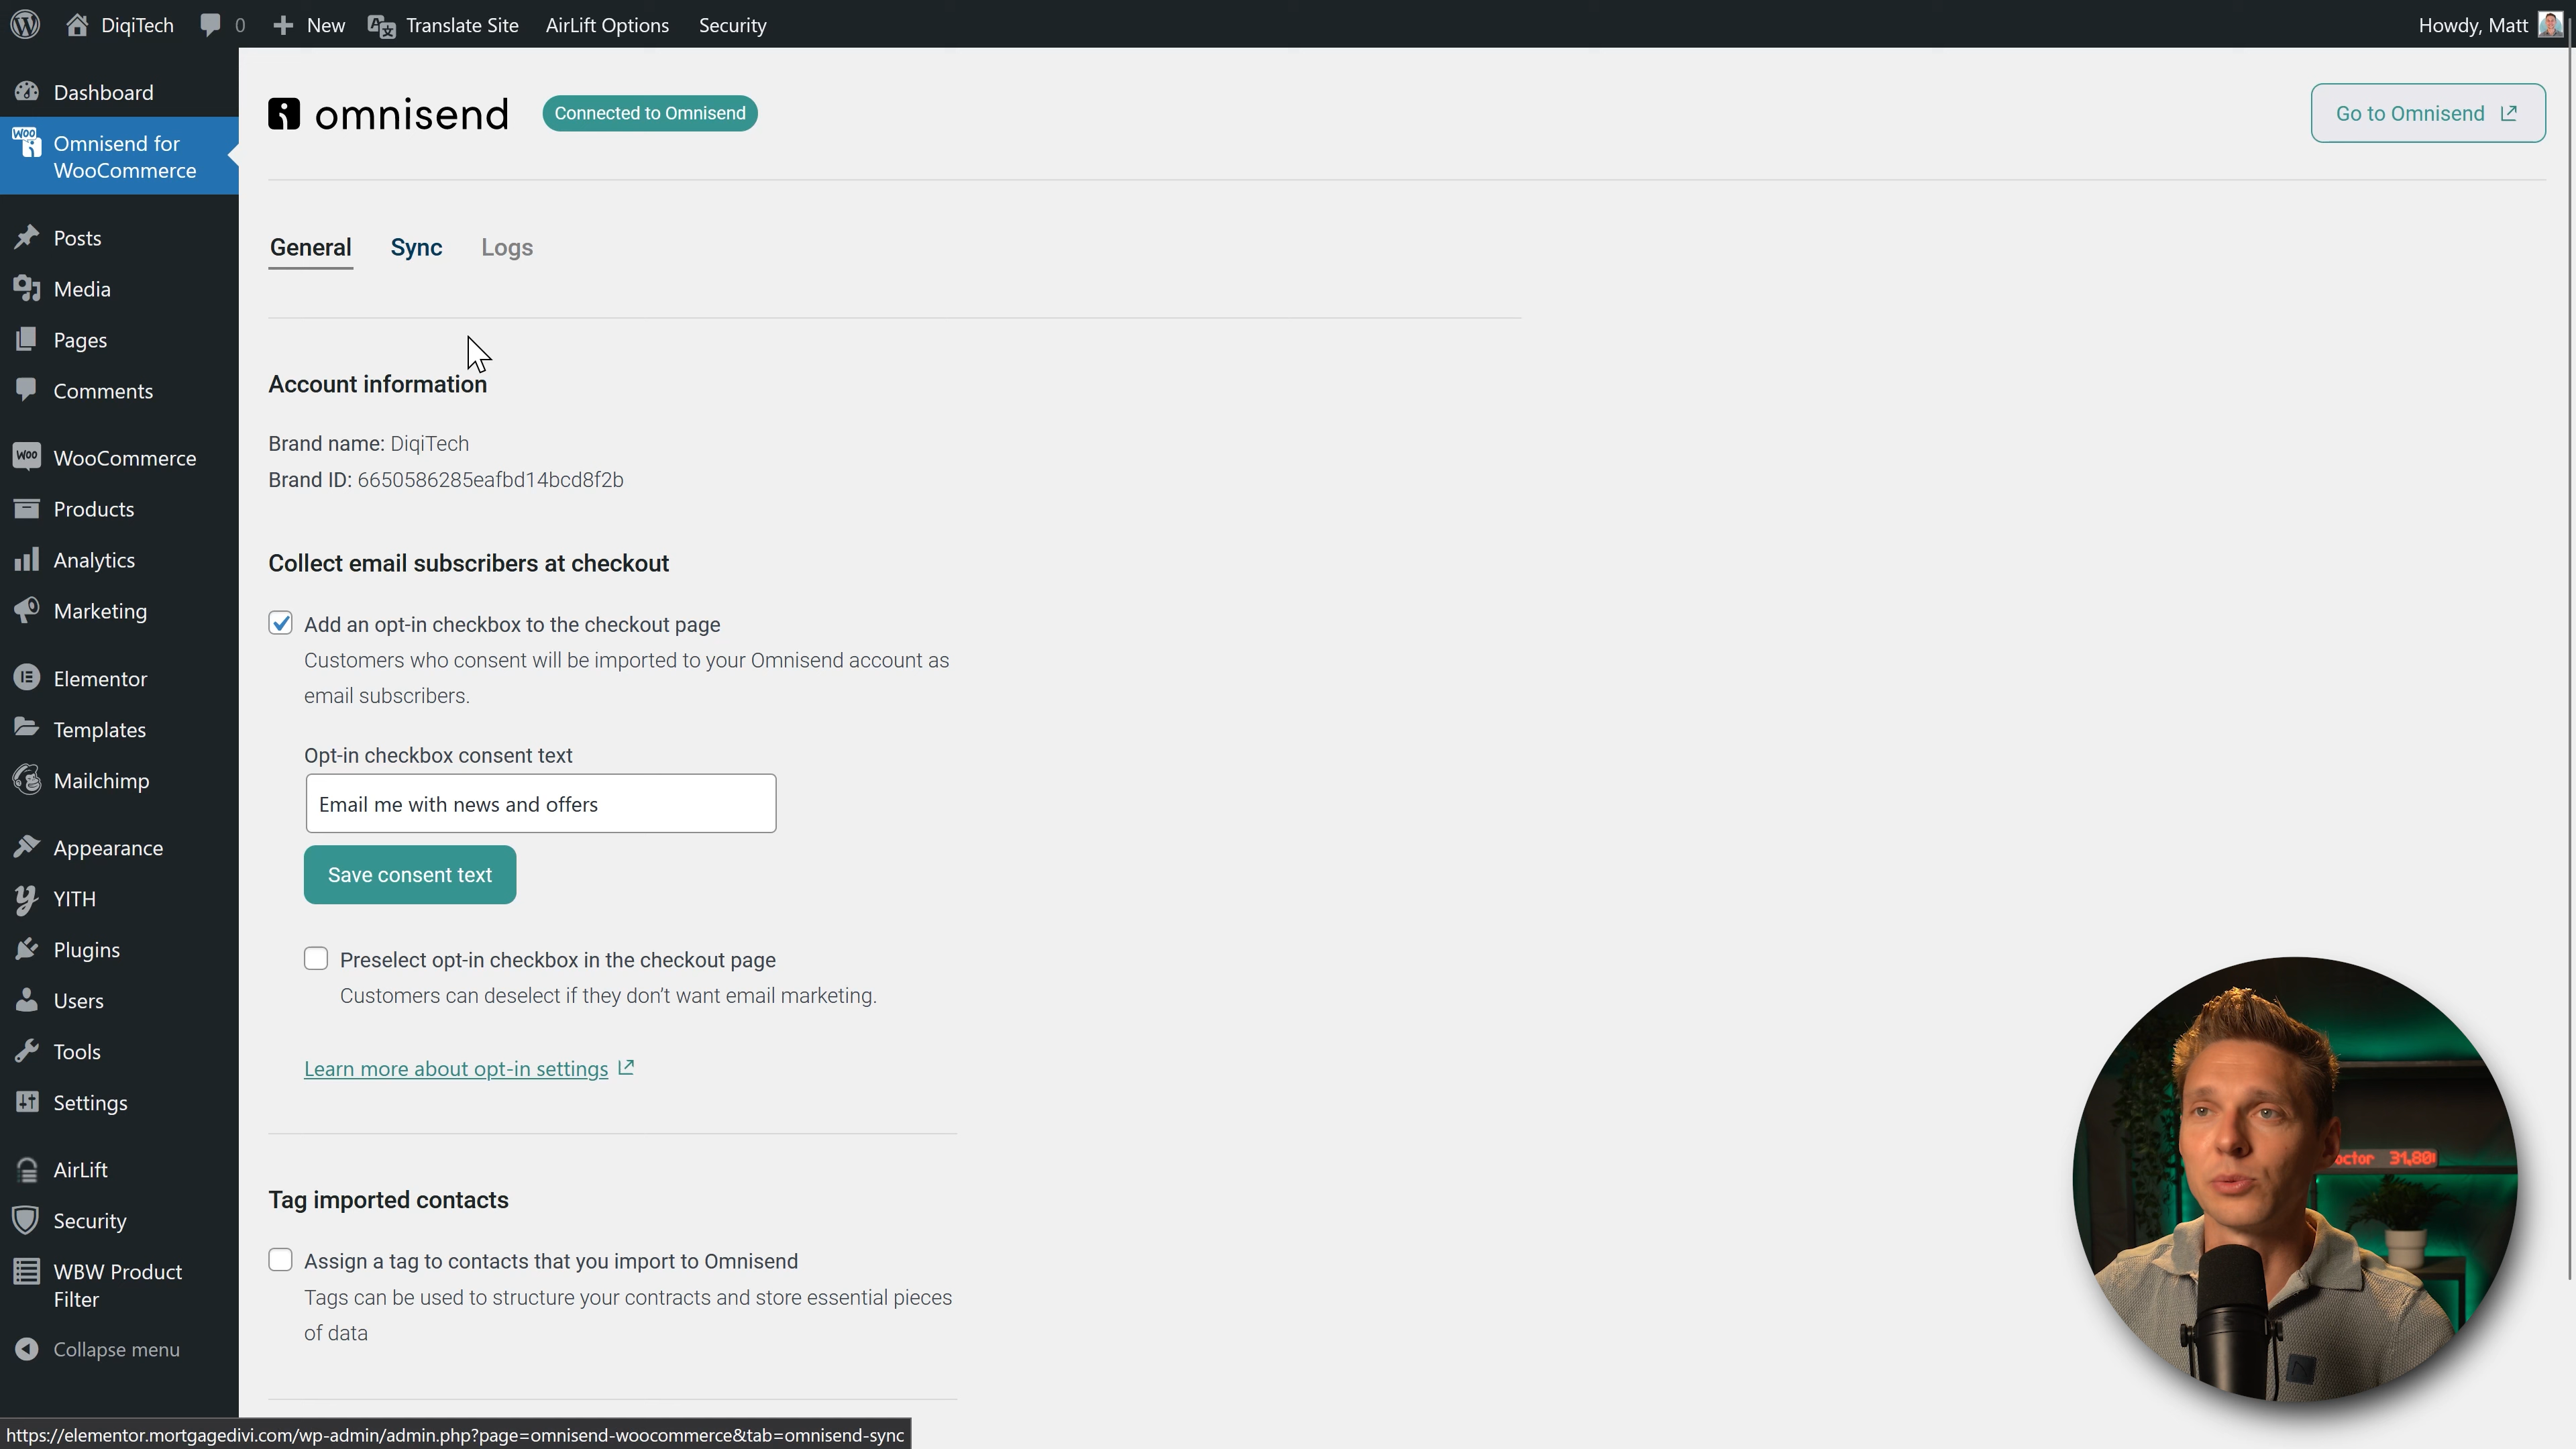 DiqiTech
0
New
Translate Site
AirLift Options
Security
Howdy, Matt
Dashboard
Omnisend for
WooCommerce
Posts
Media
Pages
Comments
WooCommerce
Products
Analytics
Marketing
Elementor
Templates
Mailchimp
Appearance
YITH
Plugins
Users
Tools
Settings
AirLift
Security
WBW Product
Filter
Collapse menu
omnisend
Connected to Omnisend
Go to Omnisend
General
Sync
Logs
Account information
Brand name: DiqiTech
Brand ID: 6650586285eafbd14bcd8f2b
Collect email subscribers at checkout
Add an opt-in checkbox to the checkout page
Customers who consent will be imported to your Omnisend account as
email subscribers.
Opt-in checkbox consent text
Email me with news and offers
Save consent text
Preselect opt-in checkbox in the checkout page
Customers can deselect if they don't want email marketing.
Learn more about opt-in settings
Tag imported contacts
Assign a tag to contacts that you import to Omnisend
Tags can be used to structure your contracts and store essential pieces
of data
https://elementor.mortgagedivi.com/wp-admin/admin.php?page=omnisend-woocommerce&tab=omnisend-sync